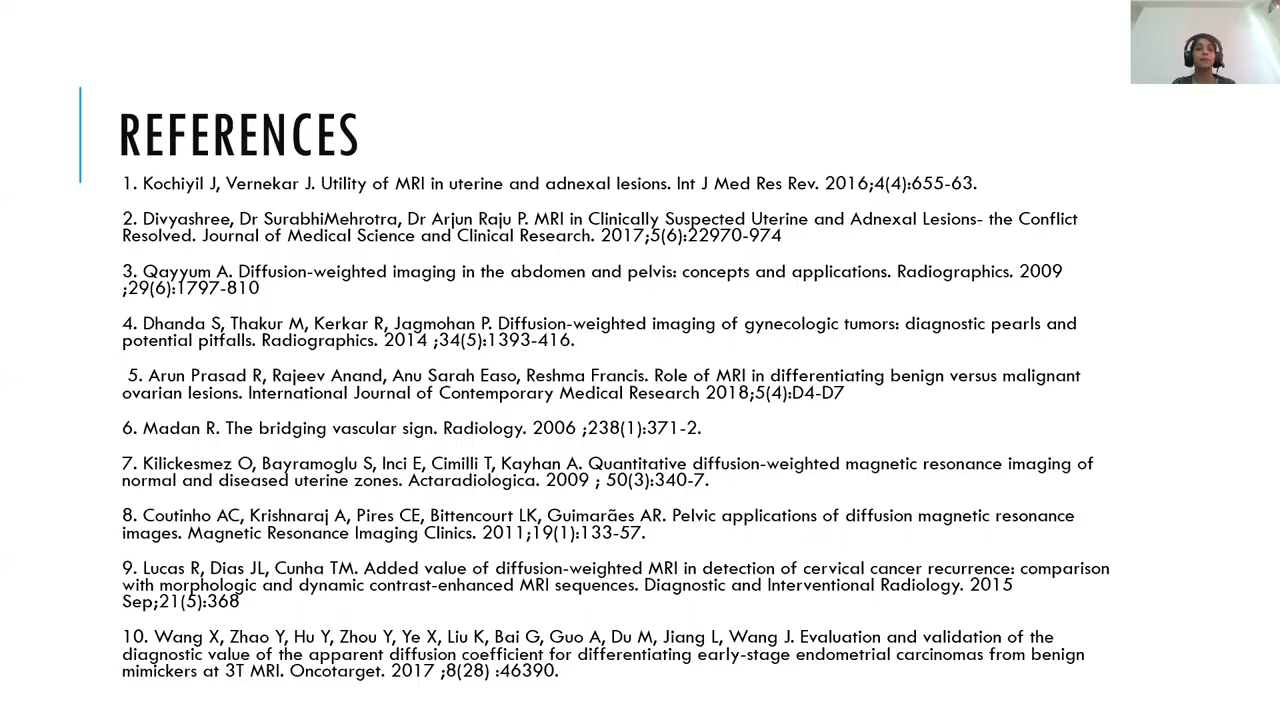 REFERENCES
1. Kochiyil J, Vernekar J. Utility of MRI in uterine and adnexal lesions. Int J Med Res Rev. 2016;4(4):655-63.
2. Divyashree, Dr SurabhiMehrotra, Dr Arjun Raju P. MRI in Clinically Suspected Uterine and Adnexal Lesions- the Conflict
Resolved. Journal of Medical Science and Clinical Research. 2017;5(6):22970-974
3. Qayyum A. Diffusion-weighted imaging in the abdomen and pelvis: concepts and applications. Radiographics. 2009
;29(6):1797-810
4. Dhanda S, Thakur M, Kerkar R, Jagmohan P. Diffusion-weighted imaging of gynecologic tumors: diagnostic pearls and
potential pitfalls. Radiographics. 2014 ;34(5):1393-416.
5. Arun Prasad R, Rajeev Anand, Anu Sarah Easo, Reshma Francis. Role of MRI in differentiating benign versus malignant
ovarian lesions. International Journal of Contemporary Medical Research 2018;5(4):D4-D7
6. Madan R. The bridging vascular sign. Radiology. 2006 ;238(1):371-2.
7. Kilickesmez O, Bayramoglu S, Inci E, Cimilli T, Kayhan A. Quantitative diffusion-weighted magnetic resonance imaging of
normal and diseased uterine zones. Actaradiologica. 2009 ; 50(3):340-7.
8. Coutinho AC, Krishnaraj A, Pires CE, Bittencourt LK, Guimarães AR. Pelvic applications of diffusion magnetic resonance
images. Magnetic Resonance Imaging Clinics. 2011;19(1):133-57.
9. Lucas R, Dias JL, Cunha TM. Added value of diffusion-weighted MRI in detection of cervical cancer recurrence: comparison
with morphologic and dynamic contrast-enhanced MRI sequences. Diagnostic and Interventional Radiology. 2015
Sep;21(5):368
10. Wang X, Zhao Y, Hu Y, Zhou Y, Ye X, Liu K, Bai G, Guo A, Du M, Jiang L, Wang J. Evaluation and validation of the
diagnostic value of the apparent diffusion coefficient for differentiating early-stage endometrial carcinomas from benign
mimickers at 3T MRI. Oncotarget. 2017 ;8(28) :46390.